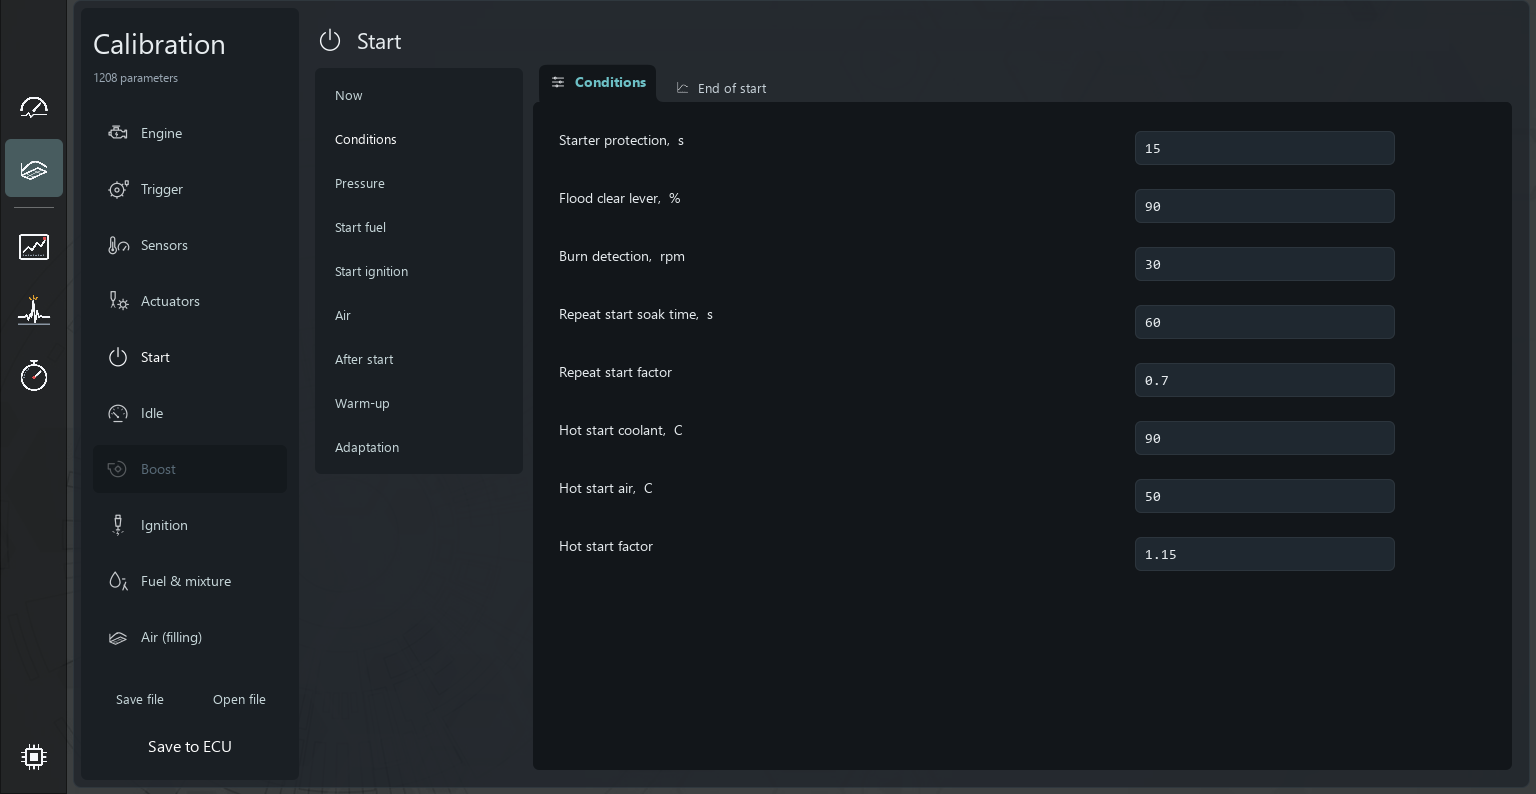 Calibration
1208 parameters
Engine
Trigger
Sensors
Actuators
Start
Idle
Boost
Ignition
Fuel & mixture
Air (filling)
Save file
Open file
Save to ECU
Start
Now
Conditions
Pressure
Start fuel
Start ignition
Air
After start
Warm-up
Adaptation
Conditions
End of start
Starter protection, s
15
Flood clear lever, %
90
Burn detection, rpm
30
Repeat start soak time, s
60
Repeat start factor
0.7
Hot start coolant, C
90
Hot start air, C
50
Hot start factor
1.15